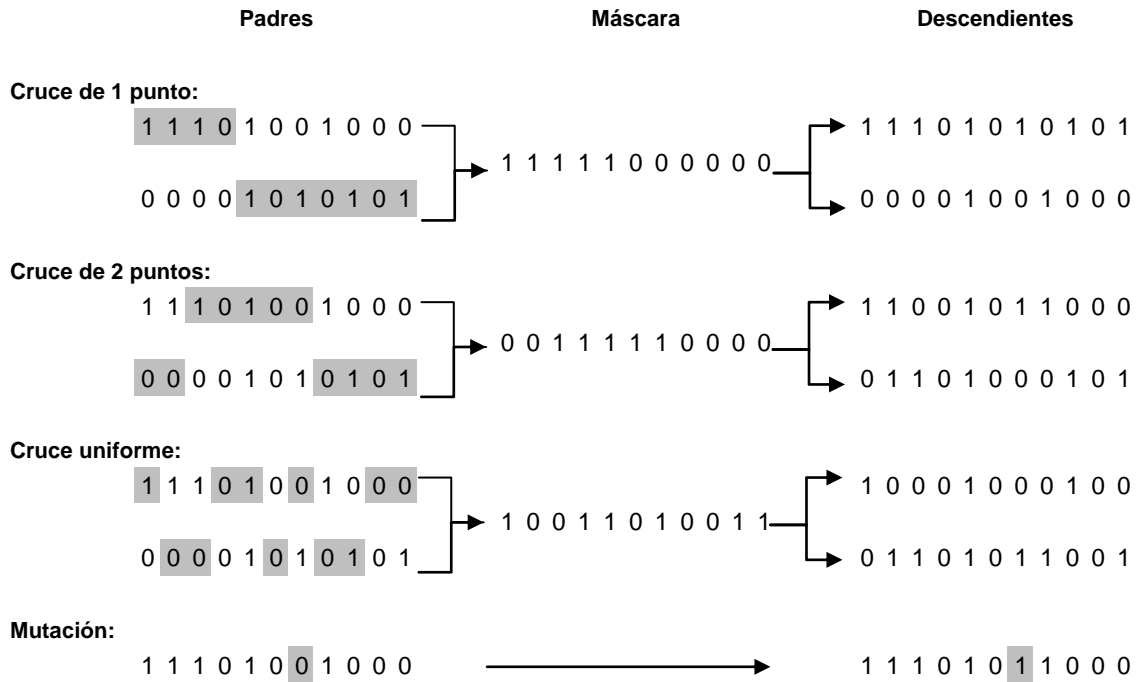 Padres Máscara Descendientes
Cruce de 1 punto:
1 1 1 0 1 0 0 1 0 0 0
1 1 1 1 1 0 0 0 0 0 0
1 1 1 0 1 0 1 0 1 0 1
0 0 0 0 1 0 1 0 1 0 1
0 0 0 0 1 0 0 1 0 0 0
Cruce de 2 puntos:
1 1 1 0 1 0 0 1 0 0 0
0 0 1 1 1 1 1 0 0 0 0
1 1 0 0 1 0 1 1 0 0 0
0 0 0 0 1 0 1 0 1 0 1
0 1 1 0 1 0 0 0 1 0 1
Cruce uniforme:
1 1 1 0 1 0 0 1 0 0 0
1 0 0 1 1 0 1 0 0 1 1
1 0 0 0 1 0 0 0 1 0 0
0 0 0 0 1 0 1 0 1 0 1
0 1 1 0 1 0 1 1 0 0 1
Mutación:
1 1 1 0 1 0 0 1 0 0 0
1 1 1 0 1 0 1 1 0 0 0